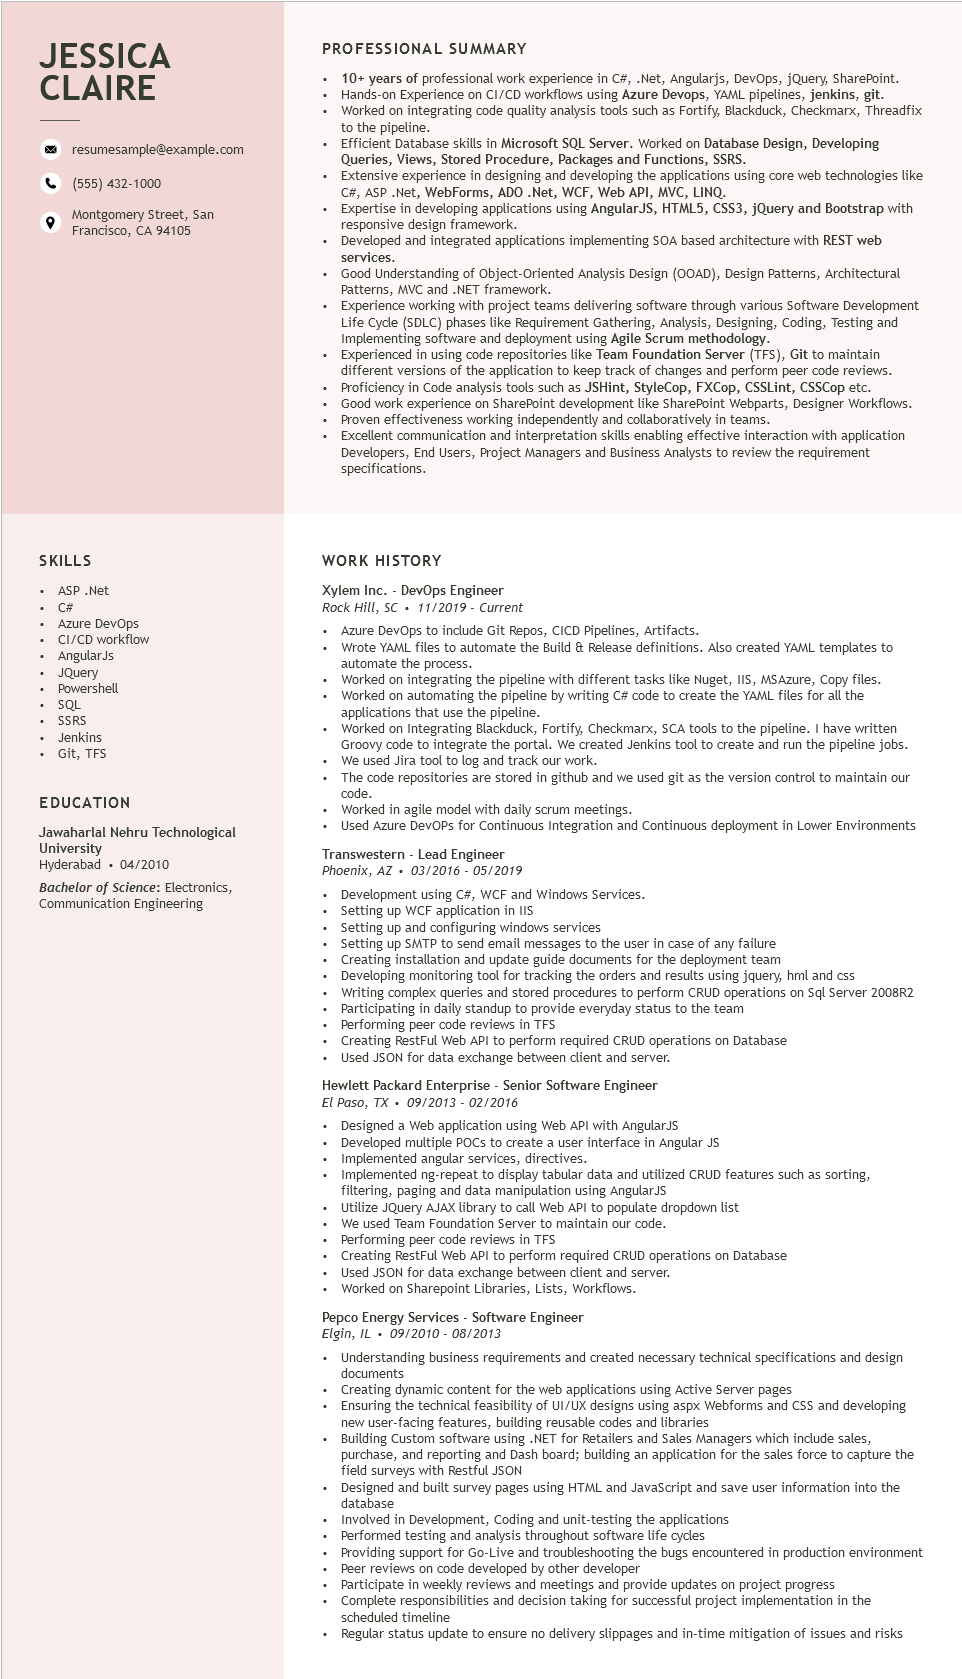 JESSICA
CLAIRE
resumesample@example.com
(555) 432-1000
Montgomery Street, San
Francisco, CA 94105
PROFESSIONAL SUMMARY
• 10+ years of professional work experience in C#, .Net, Angularjs, DevOps, jQuery, SharePoint.
• Hands-on Experience on CI/CD workflows using Azure Devops, YAML pipelines, jenkins, git.
• Worked on integrating code quality analysis tools such as Fortify, Blackduck, Checkmarx, Threadfix
to the pipeline.
• Efficient Database skills in Microsoft SQL Server. Worked on Database Design, Developing
Queries, Views, Stored Procedure, Packages and Functions, SSRS.
• Extensive experience in designing and developing the applications using core web technologies like
C#, ASP .Net, WebForms, ADO .Net, WCF, Web API, MVC, LINQ.
• Expertise in developing applications using AngularJS, HTML5, CSS3, jQuery and Bootstrap with
responsive design framework.
• Developed and integrated applications implementing SOA based architecture with REST web
services.
• Good Understanding of Object-Oriented Analysis Design (OOAD), Design Patterns, Architectural
Patterns, MVC and .NET framework.
• Experience working with project teams delivering software through various Software Development
Life Cycle (SDLC) phases like Requirement Gathering, Analysis, Designing, Coding, Testing and
Implementing software and deployment using Agile Scrum methodology.
• Experienced in using code repositories like Team Foundation Server (TFS), Git to maintain
different versions of the application to keep track of changes and perform peer code reviews.
• Proficiency in Code analysis tools such as JSHint, StyleCop, FXCop, CSSLint, CSSCop etc.
• Good work experience on SharePoint development like SharePoint Webparts, Designer Workflows.
• Proven effectiveness working independently and collaboratively in teams.
• Excellent communication and interpretation skills enabling effective interaction with application
Developers, End Users, Project Managers and Business Analysts to review the requirement
specifications.
SKILLS
• ASP .Net
• C#
• Azure DevOps
• CI/CD workflow
• AngularJs
• JQuery
• Powershell
• SQL
• SSRS
• Jenkins
• Git, TFS
EDUCATION
Jawaharlal Nehru Technological
University
Hyderabad • 04/2010
Bachelor of Science: Electronics,
Communication Engineering
WORK HISTORY
Xylem Inc. - DevOps Engineer
Rock Hill, SC • 11/2019 - Current
• Azure DevOps to include Git Repos, CICD Pipelines, Artifacts.
• Wrote YAML files to automate the Build & Release definitions. Also created YAML templates to
automate the process.
• Worked on integrating the pipeline with different tasks like Nuget, IIS, MSAzure, Copy files.
• Worked on automating the pipeline by writing C# code to create the YAML files for all the
applications that use the pipeline.
• Worked on Integrating Blackduck, Fortify, Checkmarx, SCA tools to the pipeline. I have written
Groovy code to integrate the portal. We created Jenkins tool to create and run the pipeline jobs.
• We used Jira tool to log and track our work.
• The code repositories are stored in github and we used git as the version control to maintain our
code.
• Worked in agile model with daily scrum meetings.
• Used Azure DevOPs for Continuous Integration and Continuous deployment in Lower Environments
Transwestern - Lead Engineer
Phoenix, AZ • 03/2016 - 05/2019
• Development using C#, WCF and Windows Services.
• Setting up WCF application in IIS
• Setting up and configuring windows services
• Setting up SMTP to send email messages to the user in case of any failure
• Creating installation and update guide documents for the deployment team
• Developing monitoring tool for tracking the orders and results using jquery, hml and css
• Writing complex queries and stored procedures to perform CRUD operations on Sql Server 2008R2
• Participating in daily standup to provide everyday status to the team
• Performing peer code reviews in TFS
• Creating RestFul Web API to perform required CRUD operations on Database
• Used JSON for data exchange between client and server.
Hewlett Packard Enterprise - Senior Software Engineer
El Paso, TX • 09/2013 - 02/2016
• Designed a Web application using Web API with AngularJS
• Developed multiple POCs to create a user interface in Angular JS
• Implemented angular services, directives.
• Implemented ng-repeat to display tabular data and utilized CRUD features such as sorting,
filtering, paging and data manipulation using AngularJS
• Utilize JQuery AJAX library to call Web API to populate dropdown list
• We used Team Foundation Server to maintain our code.
• Performing peer code reviews in TFS
• Creating RestFul Web API to perform required CRUD operations on Database
• Used JSON for data exchange between client and server.
• Worked on Sharepoint Libraries, Lists, Workflows.
Pepco Energy Services - Software Engineer
Elgin, IL • 09/2010 - 08/2013
• Understanding business requirements and created necessary technical specifications and design
documents
• Creating dynamic content for the web applications using Active Server pages
• Ensuring the technical feasibility of UI/UX designs using aspx Webforms and CSS and developing
new user-facing features, building reusable codes and libraries
• Building Custom software using .NET for Retailers and Sales Managers which include sales,
purchase, and reporting and Dash board; building an application for the sales force to capture the
field surveys with Restful JSON
• Designed and built survey pages using HTML and JavaScript and save user information into the
database
• Involved in Development, Coding and unit-testing the applications
• Performed testing and analysis throughout software life cycles
• Providing support for Go-Live and troubleshooting the bugs encountered in production environment
• Peer reviews on code developed by other developer
• Participate in weekly reviews and meetings and provide updates on project progress
• Complete responsibilities and decision taking for successful project implementation in the
scheduled timeline
• Regular status update to ensure no delivery slippages and in-time mitigation of issues and risks